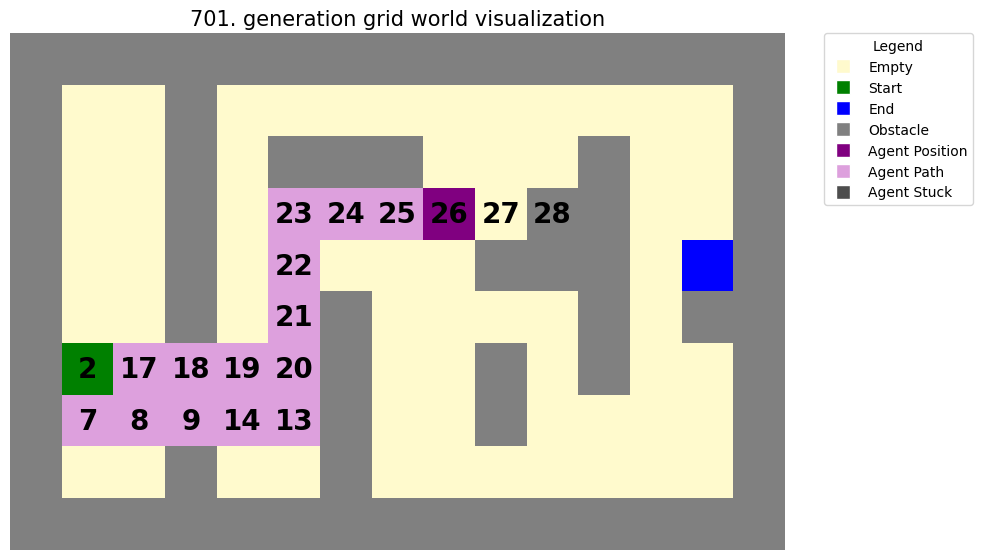 701. generation grid world visualization
Legend
Empty
Start
End
Obstacle
Agent Position
Agent Path
Agent Stuck
23 24 25 26 27 28
22
21
2 17 18 19 20
7 8 9 14 13